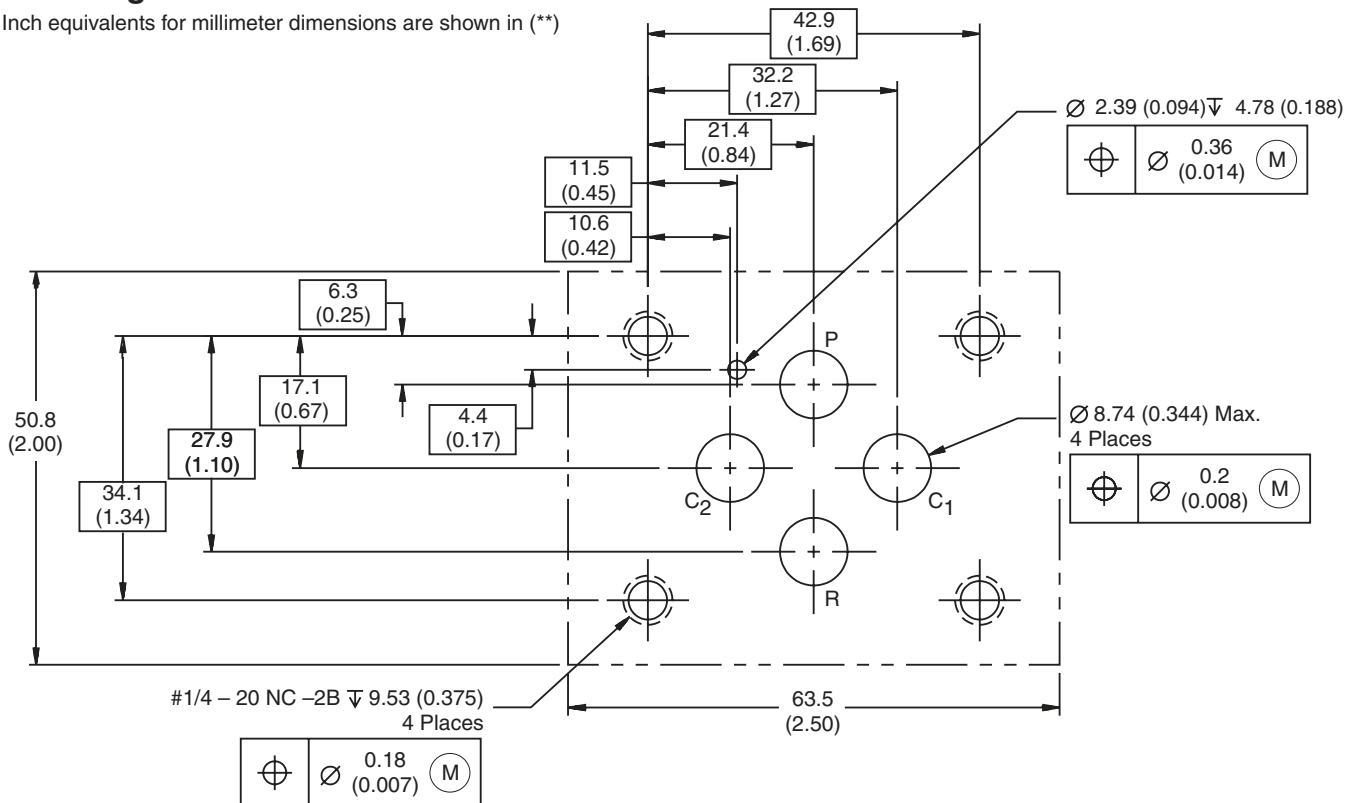 Inch equivalents for millimeter dimensions are shown in (**)
42.9
(1.69)
32.2
(1.27)
21.4
(0.84)
11.5
(0.45)
10.6
(0.42)
⌀ 2.39 (0.094) ↧ 4.78 (0.188)
⌖ ⌀ 0.36
(0.014) Ⓜ
6.3
(0.25)
P
17.1
(0.67)
4.4
(0.17)
50.8
(2.00)
27.9
(1.10)
34.1
(1.34)
⌀ 8.74 (0.344) Max.
4 Places
⌖ ⌀ 0.2
(0.008) Ⓜ
C2
C1
R
#1/4 – 20 NC –2B ↧ 9.53 (0.375)
4 Places
⌖ ⌀ 0.18
(0.007) Ⓜ
63.5
(2.50)